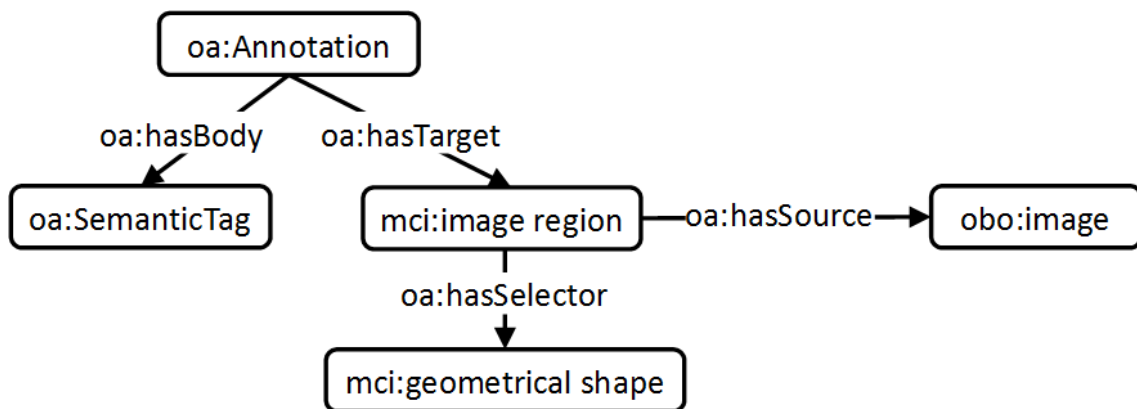 oa:Annotation
oa:hasBody
oa:hasTarget
oa:SemanticTag
mci:image region
oa:hasSource
obo:image
oa:hasSelector
mci:geometrical shape